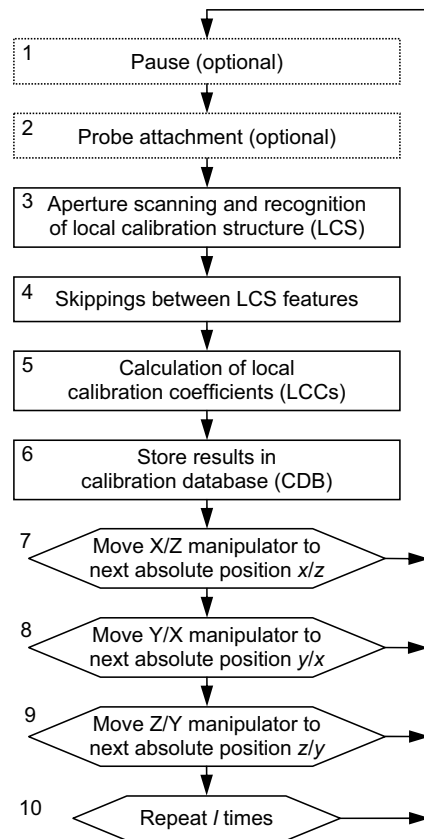 1
Pause (optional)
2
Probe attachment (optional)
3
Aperture scanning and recognition
of local calibration structure (LCS)
4
Skippings between LCS features
5
Calculation of local
calibration coefficients (LCCs)
6
Store results in
calibration database (CDB)
7
Move X/Z manipulator to
next absolute position x/z
8
Move Y/X manipulator to
next absolute position y/x
9
Move Z/Y manipulator to
next absolute position z/y
10
Repeat l times